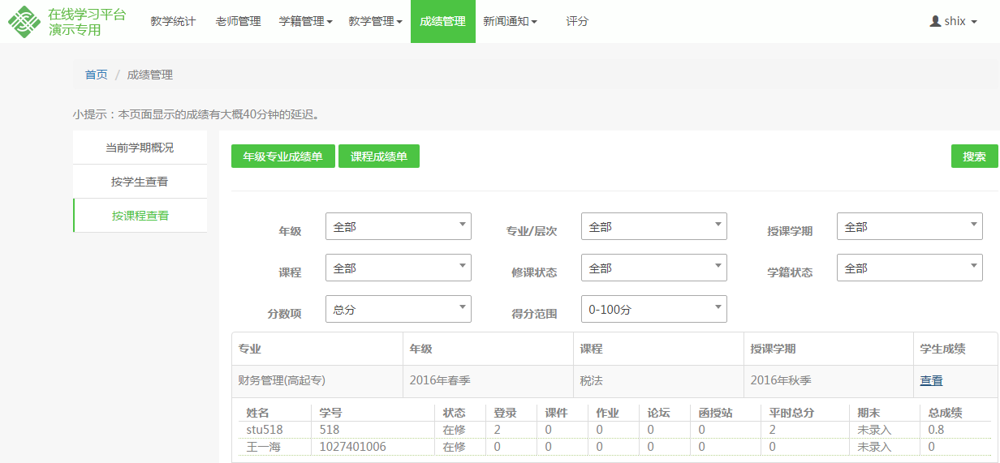 在线学习平台
演示专用
教学统计 老师管理 学籍管理 教学管理 成绩管理 新闻通知 评分 shix
首页 / 成绩管理
小提示：本页面显示的成绩有大概40分钟的延迟。
当前学期概况
按学生查看
按课程查看
年级专业成绩单 课程成绩单 搜索
年级 全部 专业/层次 全部 授课学期 全部
课程 全部 修课状态 全部 学籍状态 全部
分数项 总分 得分范围 0-100分
专业 年级 课程 授课学期 学生成绩
财务管理(高起专) 2016年春季 税法 2016年秋季 查看
姓名 学号 状态 登录 课件 作业 论坛 函授站 平时总分 期末 总成绩
stu518 518 在修 2 0 0 0 0 2 未录入 0.8
王一海 1027401006 在修 0 0 0 0 0 0 未录入 0